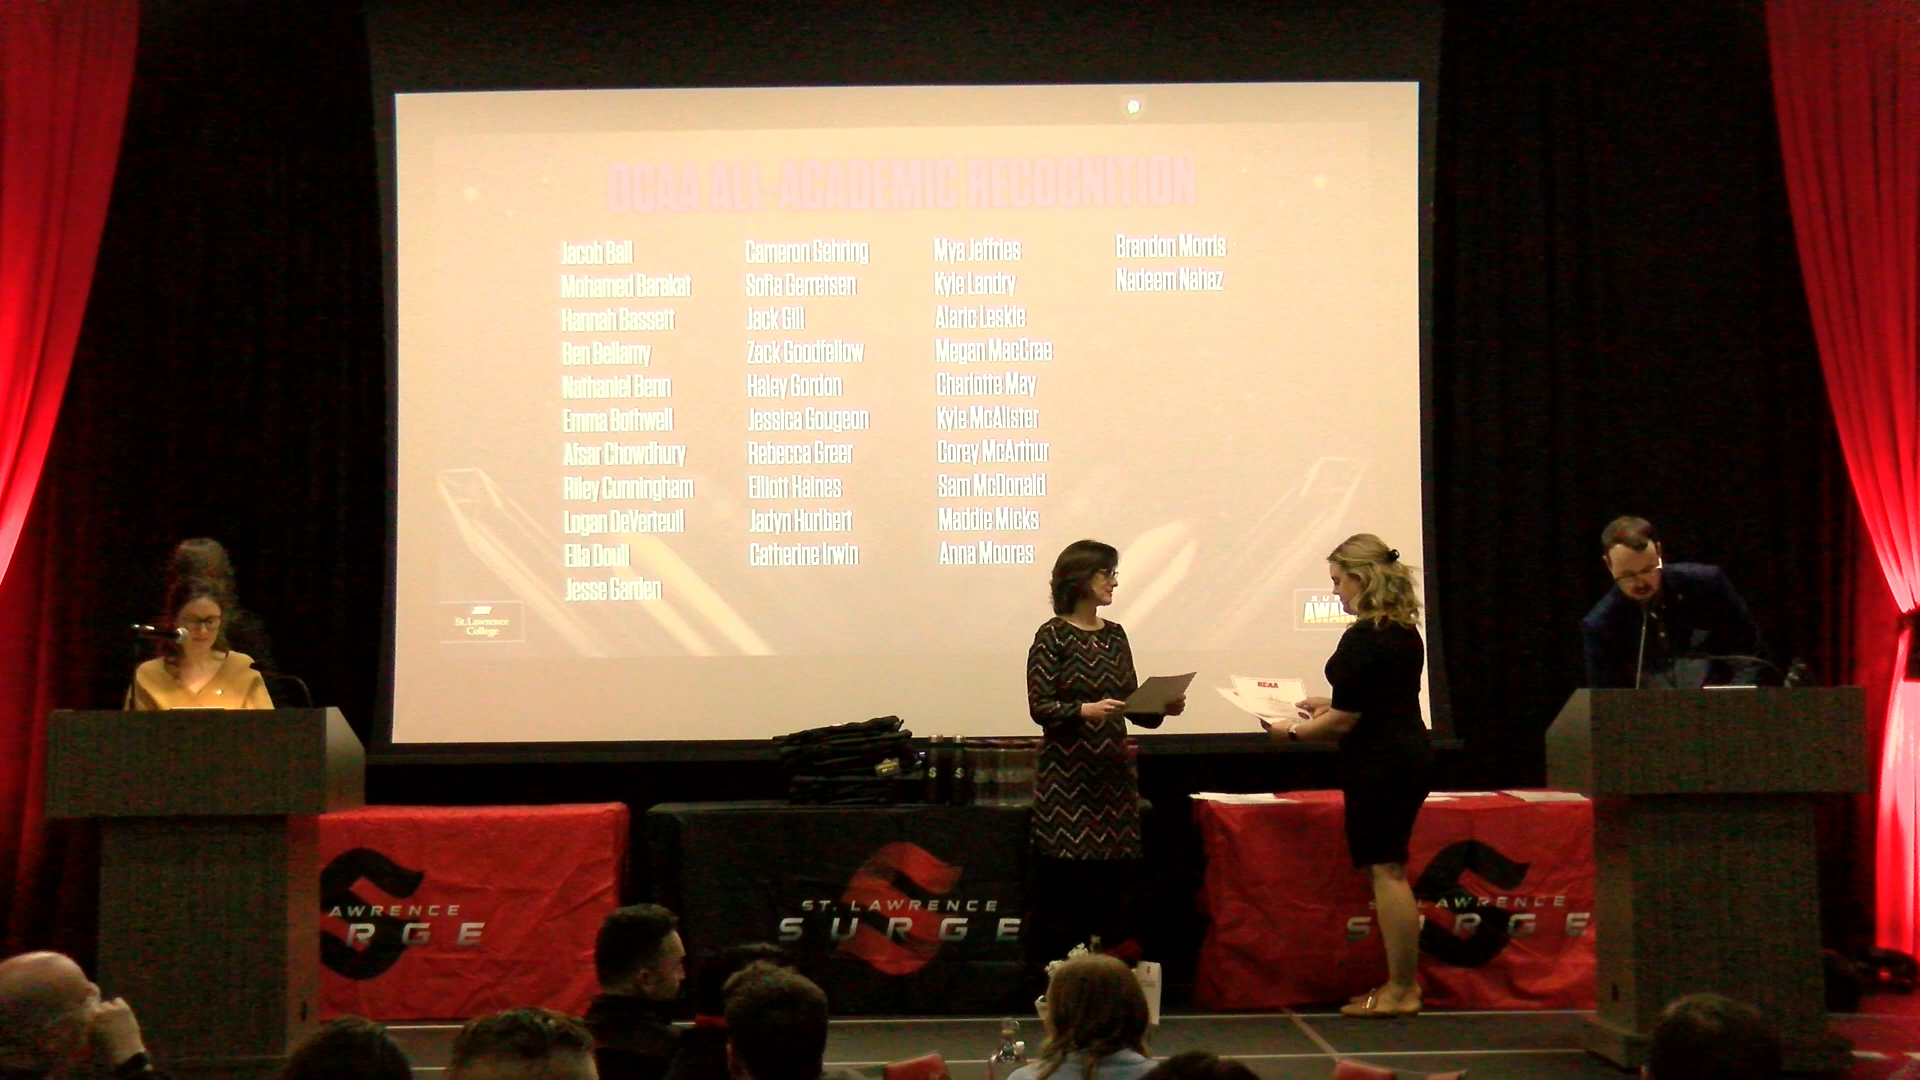 OCAA ALL-ACADEMIC RECOGNITION
Jacob Ball
Mohamed Barakat
Hannah Bassett
Ben Bellamy
Nathaniel Benn
Emma Bothwell
Afsar Chowdhury
Riley Cunningham
Logan DeVerteuil
Ella Doull
Jesse Garden
Cameron Gehring
Sofia Gerretsen
Jack Gill
Zack Goodfellow
Haley Gordon
Jessica Gougeon
Rebecca Greer
Elliott Haines
Jadyn Hurlbert
Catherine Irwin
Mya Jeffries
Kyle Landry
Alaric Leskie
Megan MacCrae
Charlotte May
Kyle McAlister
Corey McArthur
Sam McDonald
Maddie Micks
Anna Moores
Brandon Morris
Nadeem Nahaz
St. Lawrence
College
OCAA
AWRENCE
RGE
ST. LAWRENCE
SURGE
LAWRENCE
S RGE